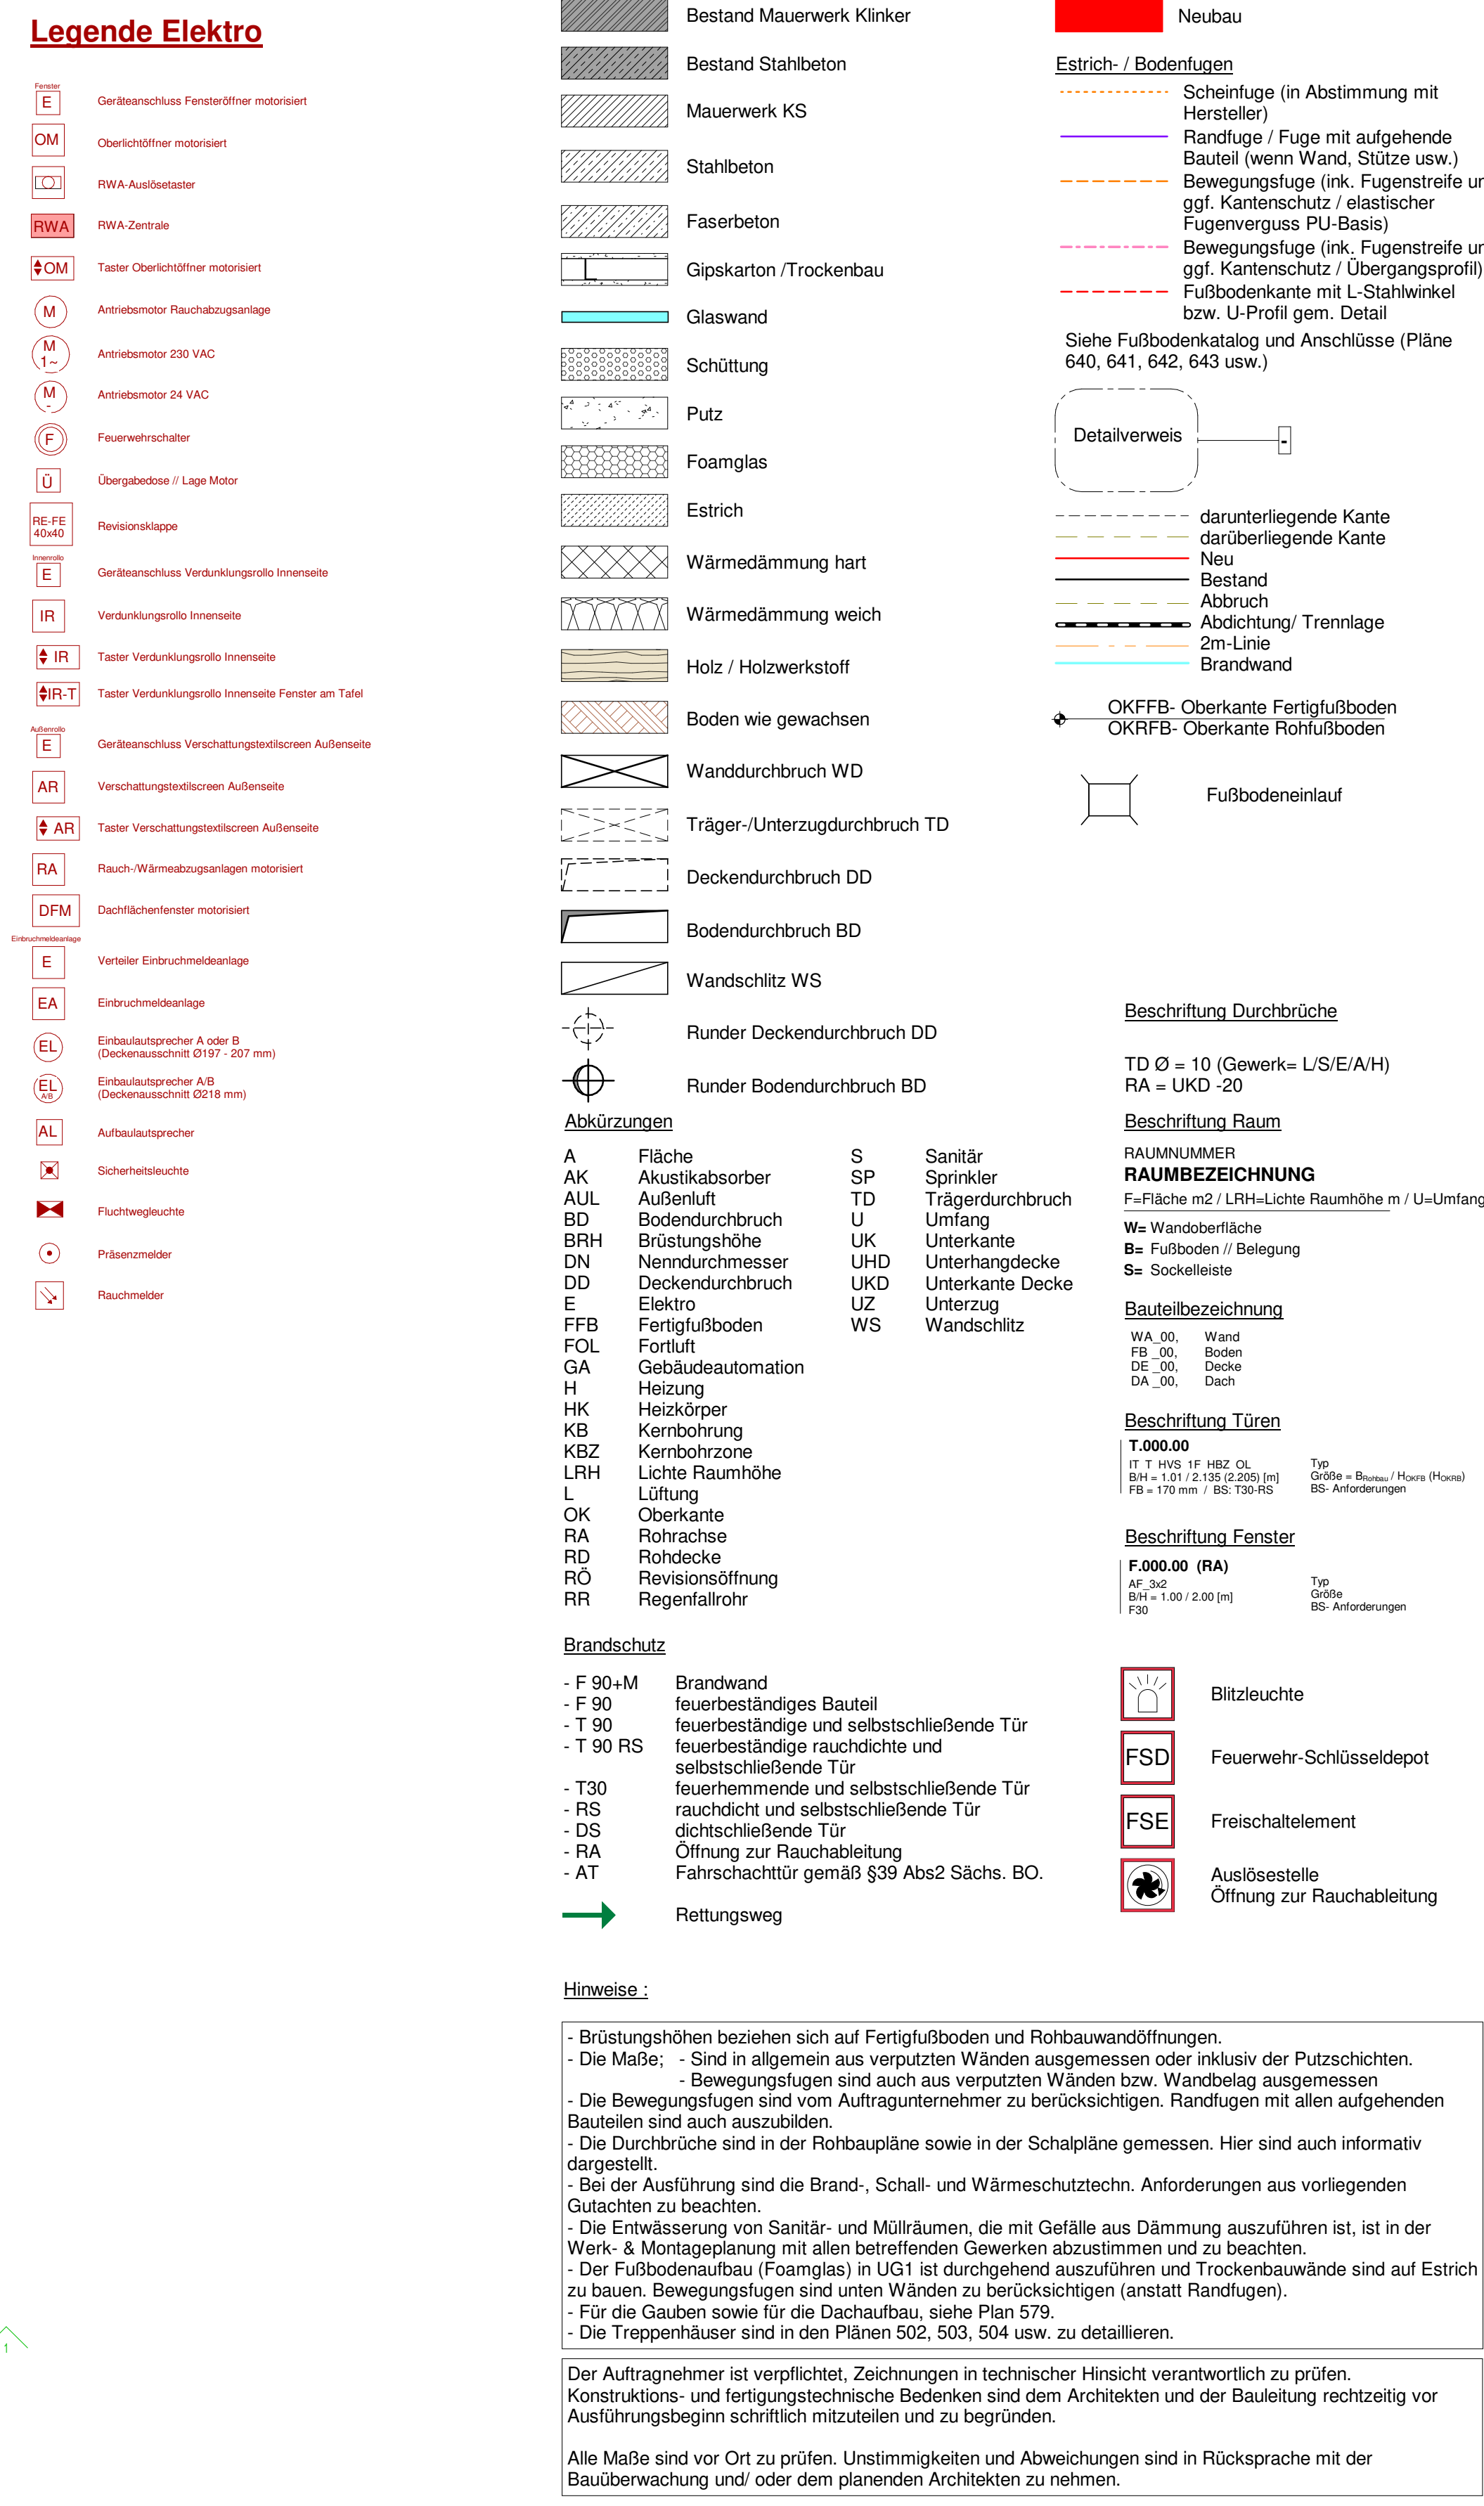 Legende Elektro
Fenster
E
Geräteanschluss Fensteröffner motorisiert
OM
Oberlichtöffner motorisiert
RWA-Auslösetaster
RWA
RWA-Zentrale
OM
Taster Oberlichtöffner motorisiert
M
Antriebsmotor Rauchabzugsanlage
M
1~
Antriebsmotor 230 VAC
M
-
Antriebsmotor 24 VAC
F
Feuerwehrschalter
Ü
Übergabedose // Lage Motor
RE-FE
40x40
Revisionsklappe
Innenrollo
E
Geräteanschluss Verdunklungsrollo Innenseite
IR
Verdunklungsrollo Innenseite
IR
Taster Verdunklungsrollo Innenseite
IR-T
Taster Verdunklungsrollo Innenseite Fenster am Tafel
Außenrollo
E
Geräteanschluss Verschattungstextilscreen Außenseite
AR
Verschattungstextilscreen Außenseite
AR
Taster Verschattungstextilscreen Außenseite
RA
Rauch-/Wärmeabzugsanlagen motorisiert
DFM
Dachflächenfenster motorisiert
Einbruchmeldeanlage
E
Verteiler Einbruchmeldeanlage
EA
Einbruchmeldeanlage
EL
Einbaulautsprecher A oder B
(Deckenausschnitt Ø197 - 207 mm)
EL
A/B
Einbaulautsprecher A/B
(Deckenausschnitt Ø218 mm)
AL
Aufbaulautsprecher
Sicherheitsleuchte
Fluchtwegleuchte
Präsenzmelder
Rauchmelder
1
Bestand Mauerwerk Klinker
Bestand Stahlbeton
Mauerwerk KS
Stahlbeton
Faserbeton
L
Gipskarton /Trockenbau
Glaswand
Schüttung
Putz
Foamglas
Estrich
Wärmedämmung hart
Wärmedämmung weich
Holz / Holzwerkstoff
Boden wie gewachsen
Wanddurchbruch WD
Träger-/Unterzugdurchbruch TD
Deckendurchbruch DD
Bodendurchbruch BD
Wandschlitz WS
Runder Deckendurchbruch DD
Runder Bodendurchbruch BD
Neubau
Estrich- / Bodenfugen
Scheinfuge (in Abstimmung mit
Hersteller)
Randfuge / Fuge mit aufgehende
Bauteil (wenn Wand, Stütze usw.)
Bewegungsfuge (ink. Fugenstreife un
ggf. Kantenschutz / elastischer
Fugenverguss PU-Basis)
Bewegungsfuge (ink. Fugenstreife un
ggf. Kantenschutz / Übergangsprofil)
Fußbodenkante mit L-Stahlwinkel
bzw. U-Profil gem. Detail
Siehe Fußbodenkatalog und Anschlüsse (Pläne
640, 641, 642, 643 usw.)
Detailverweis
-
darunterliegende Kante
darüberliegende Kante
Neu
Bestand
Abbruch
Abdichtung/ Trennlage
2m-Linie
Brandwand
OKFFB- Oberkante Fertigfußboden
OKRFB- Oberkante Rohfußboden
Fußbodeneinlauf
Abkürzungen
A Fläche
AK Akustikabsorber
AUL Außenluft
BD Bodendurchbruch
BRH Brüstungshöhe
DN Nenndurchmesser
DD Deckendurchbruch
E Elektro
FFB Fertigfußboden
FOL Fortluft
GA Gebäudeautomation
H Heizung
HK Heizkörper
KB Kernbohrung
KBZ Kernbohrzone
LRH Lichte Raumhöhe
L Lüftung
OK Oberkante
RA Rohrachse
RD Rohdecke
RÖ Revisionsöffnung
RR Regenfallrohr
S Sanitär
SP Sprinkler
TD Trägerdurchbruch
U Umfang
UK Unterkante
UHD Unterhangdecke
UKD Unterkante Decke
UZ Unterzug
WS Wandschlitz
Beschriftung Durchbrüche
TD Ø = 10 (Gewerk= L/S/E/A/H)
RA = UKD -20
Beschriftung Raum
RAUMNUMMER
RAUMBEZEICHNUNG
F=Fläche m2 / LRH=Lichte Raumhöhe m / U=Umfang
W= Wandoberfläche
B= Fußboden // Belegung
S= Sockelleiste
Bauteilbezeichnung
WA_00, Wand
FB _00, Boden
DE _00, Decke
DA _00, Dach
Beschriftung Türen
T.000.00
IT T HVS 1F HBZ OL Typ
B/H = 1.01 / 2.135 (2.205) [m] Größe = BRohbau / HOKFB (HOKRB)
FB = 170 mm / BS: T30-RS BS- Anforderungen
Beschriftung Fenster
F.000.00 (RA)
AF_3x2 Typ
B/H = 1.00 / 2.00 [m] Größe
F30 BS- Anforderungen
Brandschutz
- F 90+M Brandwand
- F 90 feuerbeständiges Bauteil
- T 90 feuerbeständige und selbstschließende Tür
- T 90 RS feuerbeständige rauchdichte und
selbstschließende Tür
- T30 feuerhemmende und selbstschließende Tür
- RS rauchdicht und selbstschließende Tür
- DS dichtschließende Tür
- RA Öffnung zur Rauchableitung
- AT Fahrschachttür gemäß §39 Abs2 Sächs. BO.
Rettungsweg
Blitzleuchte
FSD Feuerwehr-Schlüsseldepot
FSE Freischaltelement
Auslösestelle
Öffnung zur Rauchableitung
Hinweise :
- Brüstungshöhen beziehen sich auf Fertigfußboden und Rohbauwandöffnungen.
- Die Maße; - Sind in allgemein aus verputzten Wänden ausgemessen oder inklusiv der Putzschichten.
- Bewegungsfugen sind auch aus verputzten Wänden bzw. Wandbelag ausgemessen
- Die Bewegungsfugen sind vom Auftragunternehmer zu berücksichtigen. Randfugen mit allen aufgehenden
Bauteilen sind auch auszubilden.
- Die Durchbrüche sind in der Rohbaupläne sowie in der Schalpläne gemessen. Hier sind auch informativ
dargestellt.
- Bei der Ausführung sind die Brand-, Schall- und Wärmeschutztechn. Anforderungen aus vorliegenden
Gutachten zu beachten.
- Die Entwässerung von Sanitär- und Müllräumen, die mit Gefälle aus Dämmung auszuführen ist, ist in der
Werk- & Montageplanung mit allen betreffenden Gewerken abzustimmen und zu beachten.
- Der Fußbodenaufbau (Foamglas) in UG1 ist durchgehend auszuführen und Trockenbauwände sind auf Estrich
zu bauen. Bewegungsfugen sind unten Wänden zu berücksichtigen (anstatt Randfugen).
- Für die Gauben sowie für die Dachaufbau, siehe Plan 579.
- Die Treppenhäuser sind in den Plänen 502, 503, 504 usw. zu detaillieren.
Der Auftragnehmer ist verpflichtet, Zeichnungen in technischer Hinsicht verantwortlich zu prüfen.
Konstruktions- und fertigungstechnische Bedenken sind dem Architekten und der Bauleitung rechtzeitig vor
Ausführungsbeginn schriftlich mitzuteilen und zu begründen.
Alle Maße sind vor Ort zu prüfen. Unstimmigkeiten und Abweichungen sind in Rücksprache mit der
Bauüberwachung und/ oder dem planenden Architekten zu nehmen.